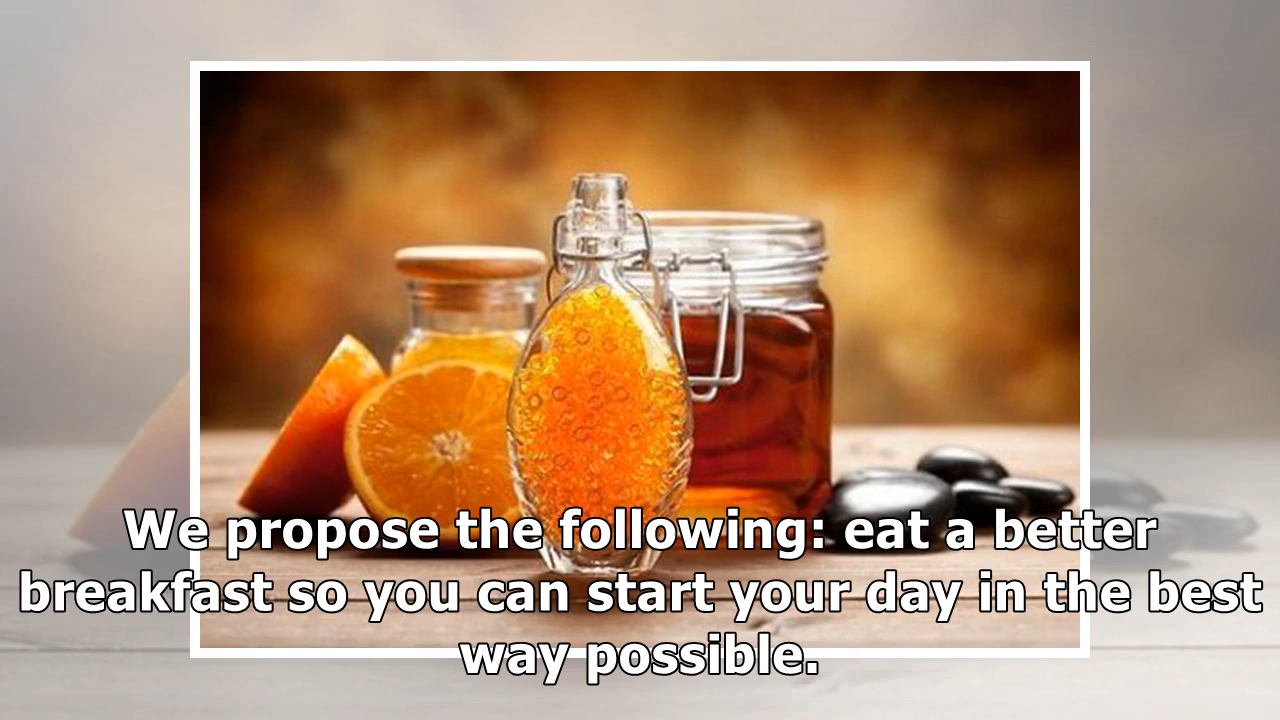 We propose the following: eat a better
breakfast so you can start your day in the best
way possible.